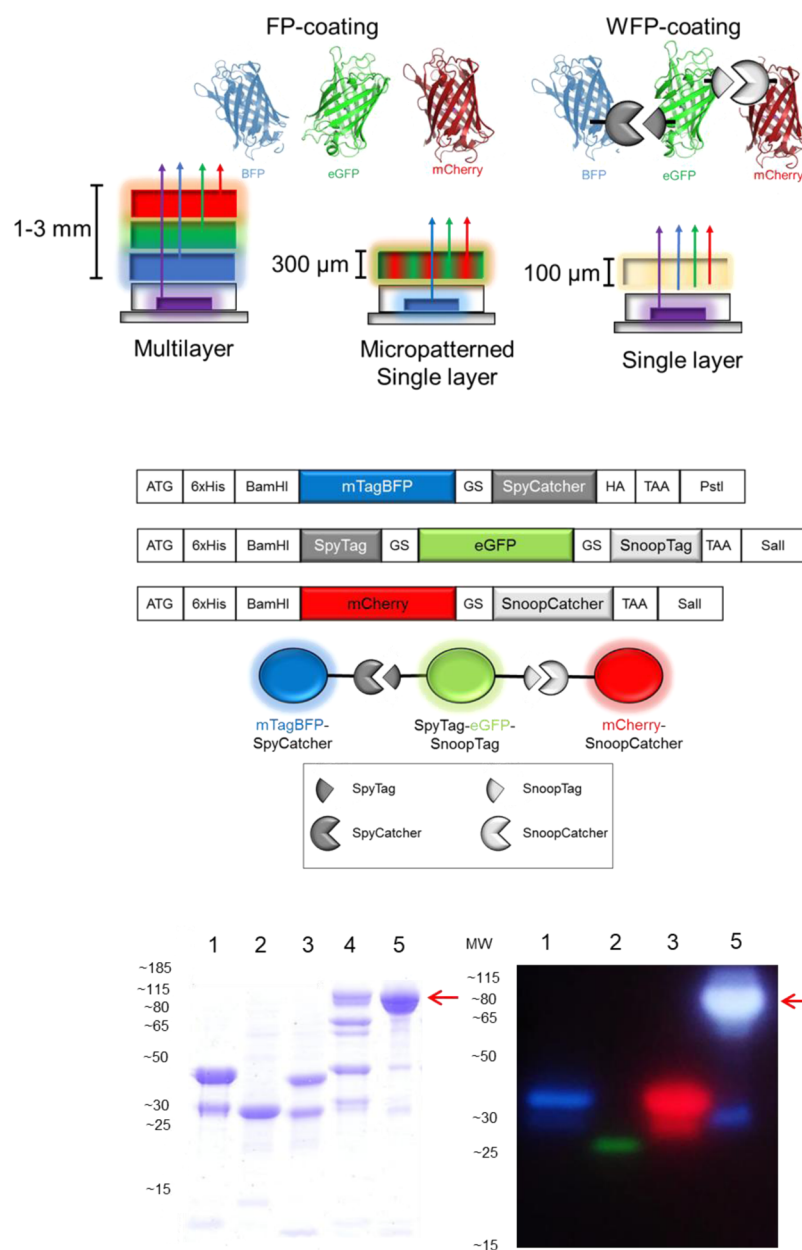 FP-coating
WFP-coating
BFP
eGFP
mCherry
BFP
eGFP
mCherry
1-3 mm
300 µm
100 µm
Multilayer
Micropatterned
Single layer
Single layer
ATG 6xHis BamHI mTagBFP GS SpyCatcher HA TAA PstI
ATG 6xHis BamHI SpyTag GS eGFP GS SnoopTag TAA SalI
ATG 6xHis BamHI mCherry GS SnoopCatcher TAA SalI
mTagBFP-
SpyCatcher
SpyTag-eGFP-
SnoopTag
mCherry-
SnoopCatcher
SpyTag
SnoopTag
SpyCatcher
SnoopCatcher
1 2 3 4 5
~185
~115
~80
~65
~50
~30
~25
~15
MW 1 2 3 5
~115
~80
~65
~50
~30
~25
~15